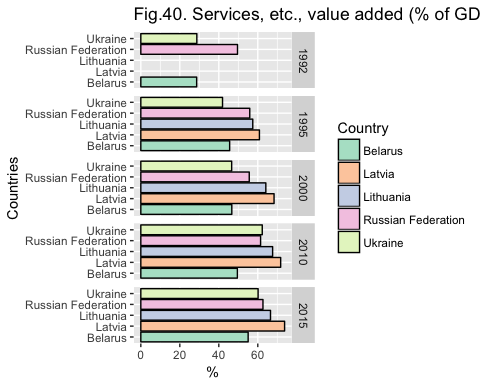 Fig.40. Services, etc., value added (% of GD
Countries
Ukraine
Russian Federation
Lithuania
Latvia
Belarus
1992
Ukraine
Russian Federation
Lithuania
Latvia
Belarus
1995
Ukraine
Russian Federation
Lithuania
Latvia
Belarus
2000
Ukraine
Russian Federation
Lithuania
Latvia
Belarus
2010
Ukraine
Russian Federation
Lithuania
Latvia
Belarus
2015
0 20 40 60
%
Country
Belarus
Latvia
Lithuania
Russian Federation
Ukraine